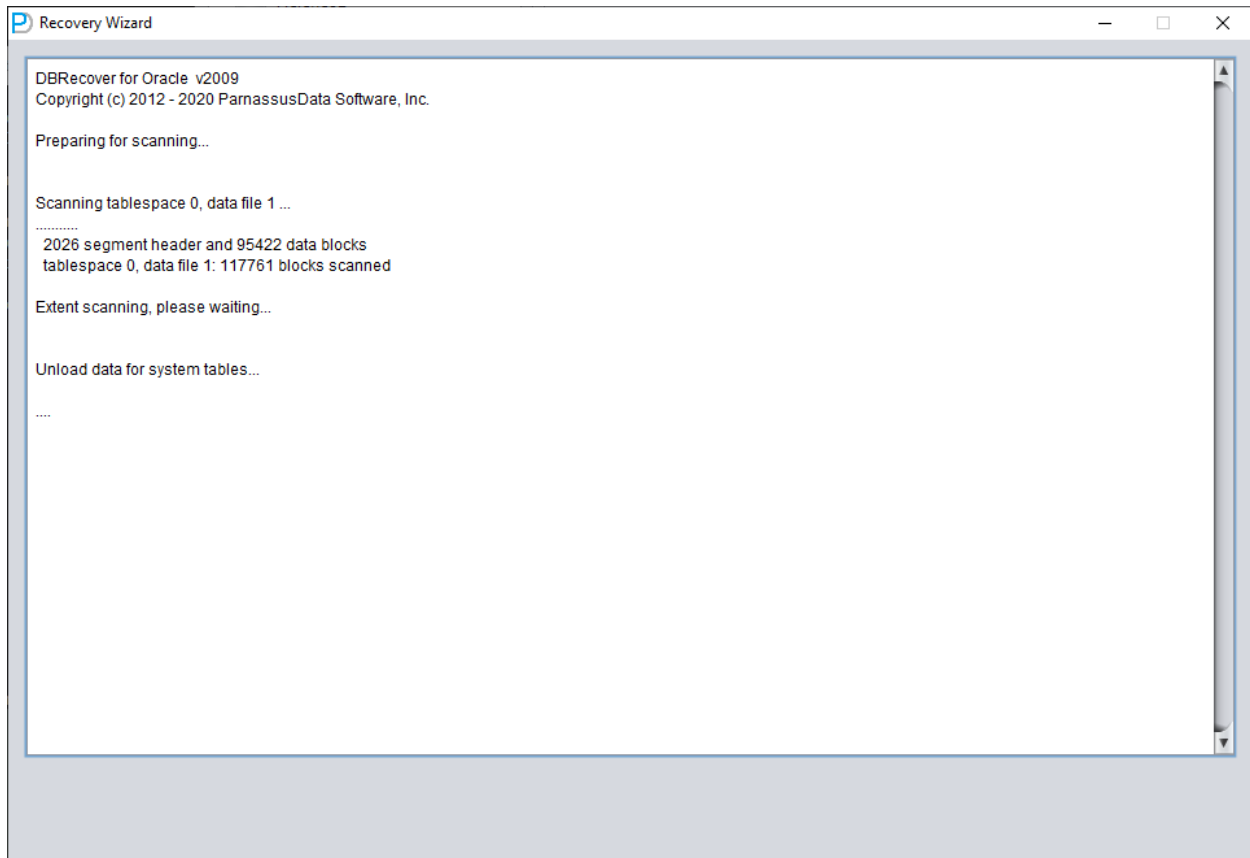 Recovery Wizard
DBRecover for Oracle v2009
Copyright (c) 2012 - 2020 ParnassusData Software, Inc.
Preparing for scanning...
Scanning tablespace 0, data file 1 ...
...........
2026 segment header and 95422 data blocks
tablespace 0, data file 1: 117761 blocks scanned
Extent scanning, please waiting...
Unload data for system tables...
....